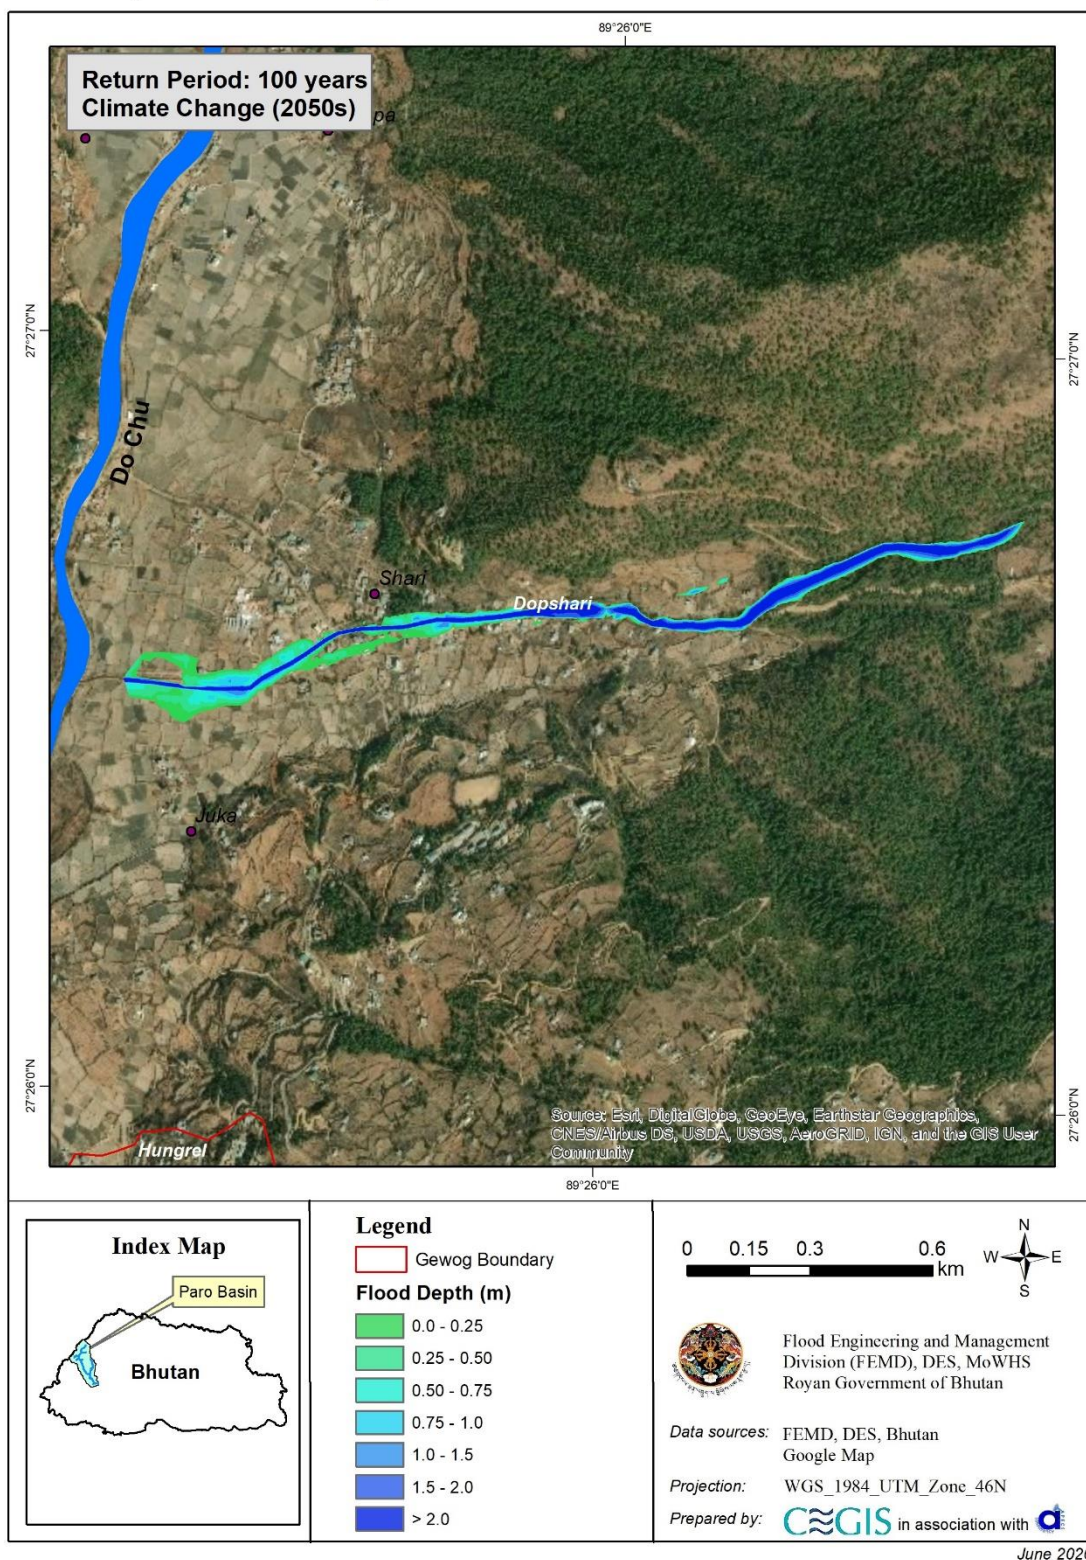 89°26'0"E
Return Period: 100 years
Climate Change (2050s)
pa
27°27'0"N
27°27'0"N
Do Chu
Shari
Dopshari
Juka
27°26'0"N
27°26'0"N
Source: Esri, DigitalGlobe, GeoEye, Earthstar Geographics,
CNES/Airbus DS, USDA, USGS, AeroGRID, IGN, and the GIS User
Community
Hungrel
89°26'0"E
Index Map
Paro Basin
Bhutan
Legend
Gewog Boundary
Flood Depth (m)
0.0 - 0.25
0.25 - 0.50
0.50 - 0.75
0.75 - 1.0
1.0 - 1.5
1.5 - 2.0
> 2.0
0 0.15 0.3 0.6
km
N
W E
S
Flood Engineering and Management
Division (FEMD), DES, MoWHS
Royan Government of Bhutan
Data sources: FEMD, DES, Bhutan
Google Map
Projection: WGS_1984_UTM_Zone_46N
Prepared by: CEGIS in association with